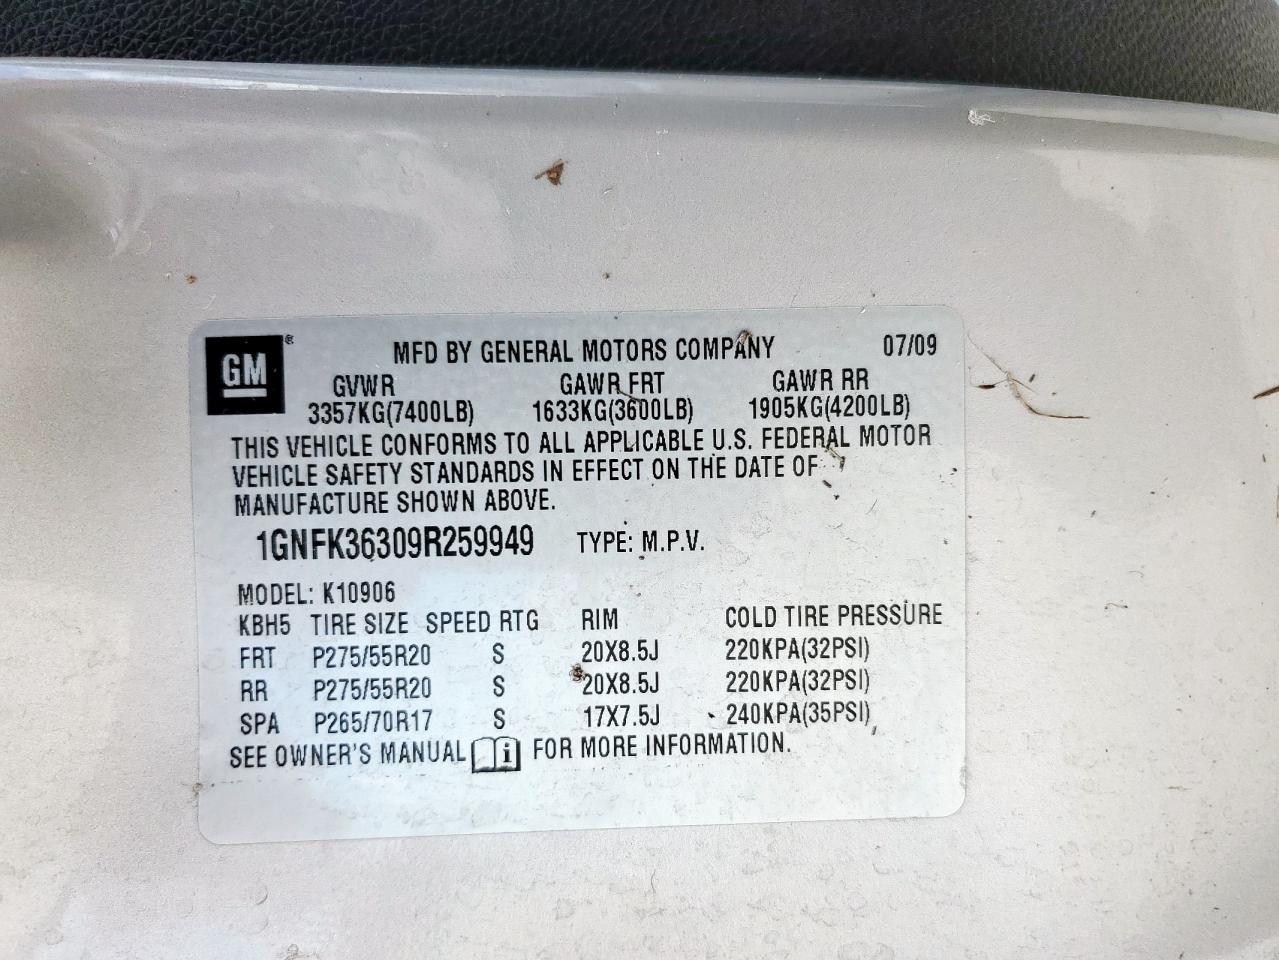 GM ® MFD BY GENERAL MOTORS COMPANY 07/09
GVWR GAWR FRT GAWR RR
3357KG(7400LB) 1633KG(3600LB) 1905KG(4200LB)
THIS VEHICLE CONFORMS TO ALL APPLICABLE U.S. FEDERAL MOTOR
VEHICLE SAFETY STANDARDS IN EFFECT ON THE DATE OF
MANUFACTURE SHOWN ABOVE.
1GNFK36309R259949 TYPE: M.P.V.
MODEL: K10906
KBH5 TIRE SIZE SPEED RTG RIM COLD TIRE PRESSURE
FRT P275/55R20 S 20X8.5J 220KPA(32PSI)
RR P275/55R20 S 20X8.5J 220KPA(32PSI)
SPA P265/70R17 S 17X7.5J 240KPA(35PSI)
SEE OWNER'S MANUAL i FOR MORE INFORMATION.